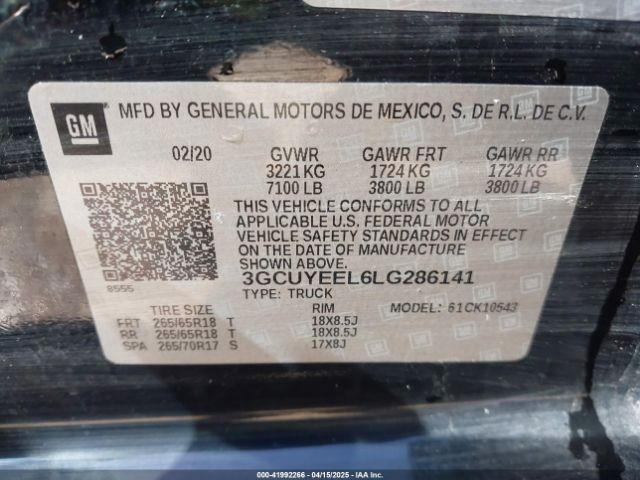 GM
MFD BY GENERAL MOTORS DE MEXICO, S. DE R.L. DE C.V.
02/20 GVWR GAWR FRT GAWR RR
3221 KG 1724 KG 1724 KG
7100 LB 3800 LB 3800 LB
THIS VEHICLE CONFORMS TO ALL
APPLICABLE U.S. FEDERAL MOTOR
VEHICLE SAFETY STANDARDS IN EFFECT
ON THE DATE OF MANUFACTURE
SHOWN ABOVE.
8555
3GCUYEEL6LG286141
TYPE: TRUCK
MODEL: 61CK10543
TIRE SIZE RIM
FRT 265/65R18 T 18X8.5J
RR 265/65R18 T 18X8.5J
SPA 265/70R17 S 17X8J
000-41992266 - 04/15/2025 - IAA Inc.